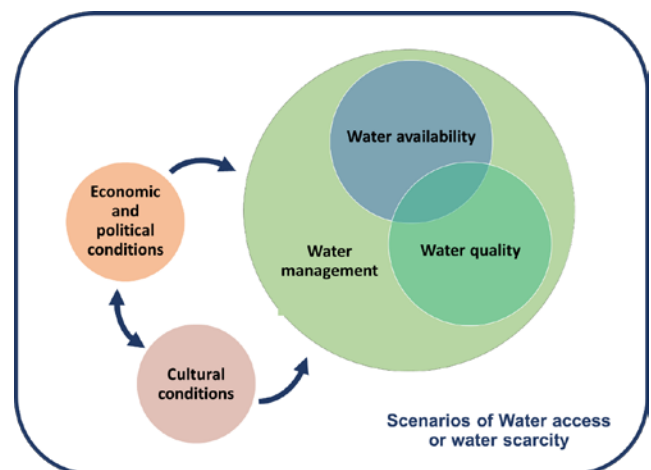 Water availability
Economic
and
political
conditions
Water
management
Water quality
Cultural
conditions
Scenarios of Water access
or water scarcity